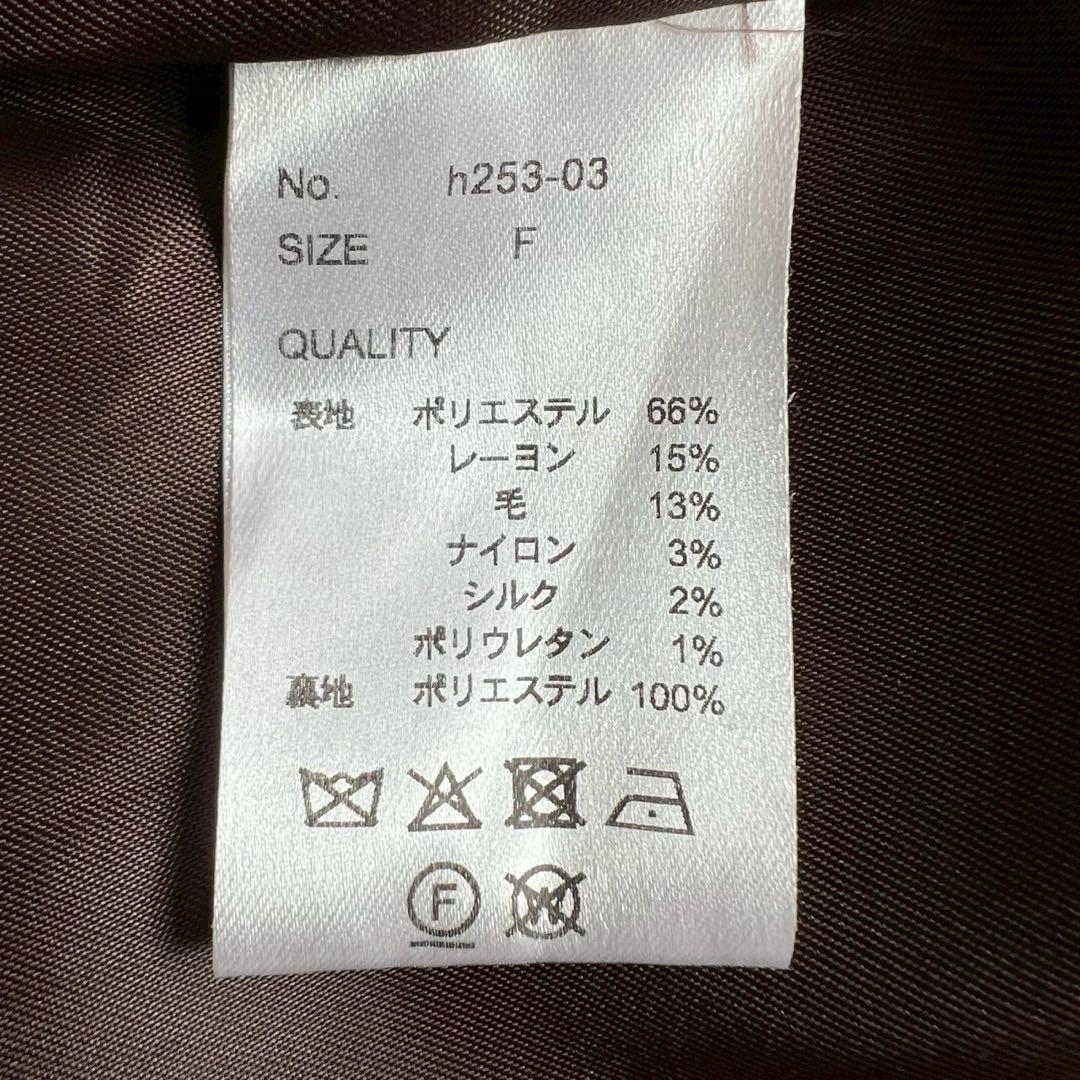 No. h253-03
SIZE F
QUALITY
表地 ポリエステル 66%
レーヨン 15%
毛 13%
ナイロン 3%
シルク 2%
ポリウレタン 1%
裏地 ポリエステル 100%
F W